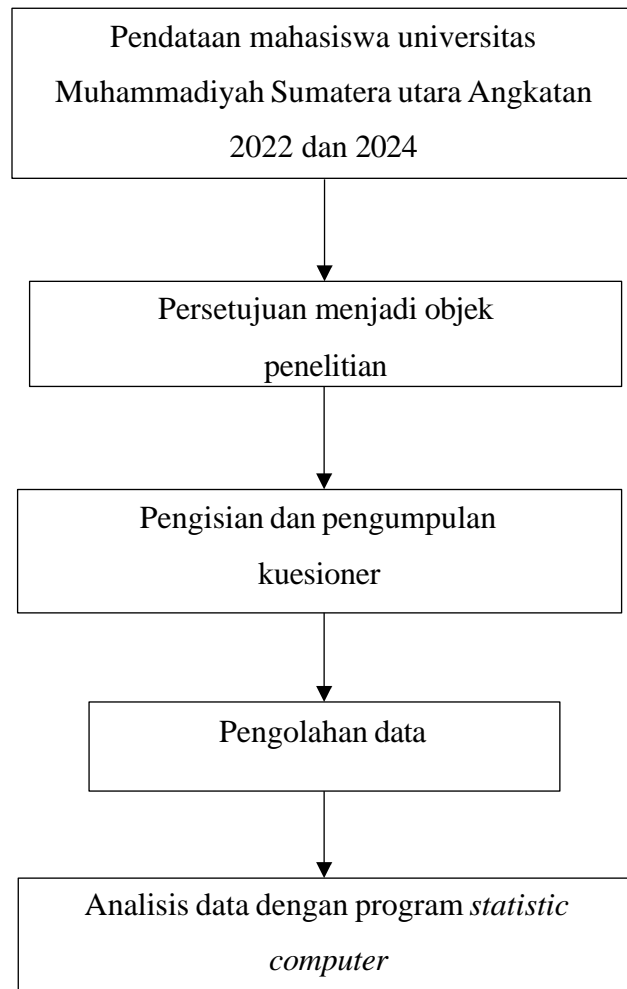 Pendataan mahasiswa universitas
Muhammadiyah Sumatera utara Angkatan
2022 dan 2024
Persetujuan menjadi objek
penelitian
Pengisian dan pengumpulan
kuesioner
Pengolahan data
Analisis data dengan program statistic
computer